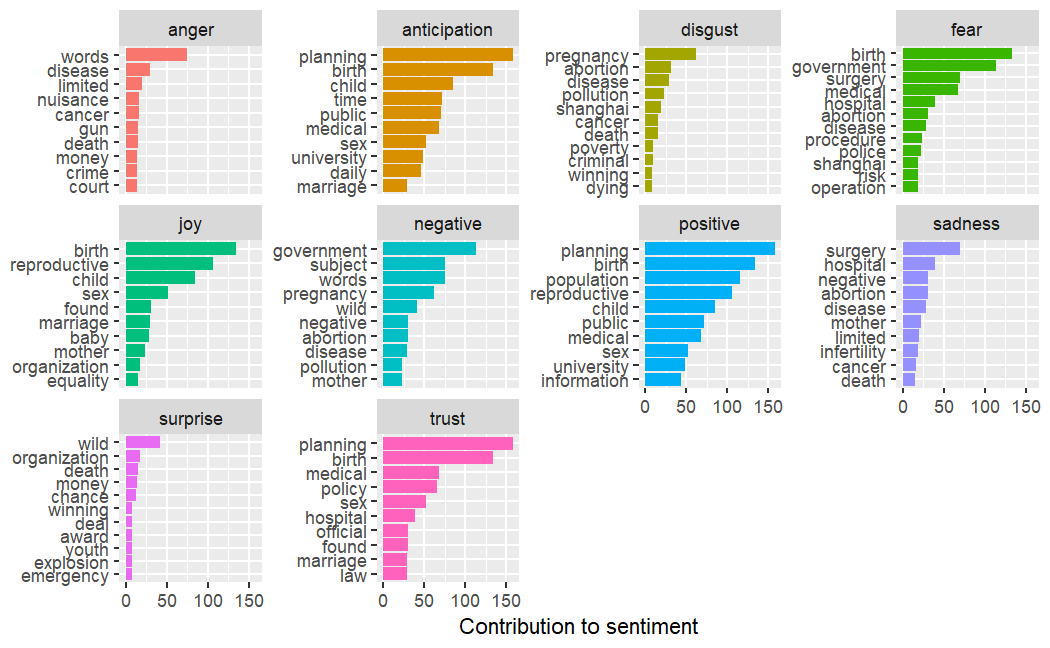 anger
words
disease
limited
nuisance
cancer
gun
death
money
crime
court
anticipation
planning
birth
child
time
public
medical
sex
university
daily
marriage
disgust
pregnancy
abortion
disease
pollution
shanghai
cancer
death
poverty
criminal
winning
dying
fear
birth
government
surgery
medical
hospital
abortion
disease
procedure
police
shanghai
risk
operation
joy
birth
reproductive
child
sex
found
marriage
baby
mother
organization
equality
negative
government
subject
words
pregnancy
wild
negative
abortion
disease
pollution
mother
positive
planning
birth
population
reproductive
child
public
medical
sex
university
information
0 50 100 150
sadness
surgery
hospital
negative
abortion
disease
mother
limited
infertility
cancer
death
0 50 100 150
surprise
wild
organization
death
money
chance
winning
deal
award
youth
explosion
emergency
0 50 100 150
trust
planning
birth
medical
policy
sex
hospital
official
found
marriage
law
0 50 100 150
Contribution to sentiment